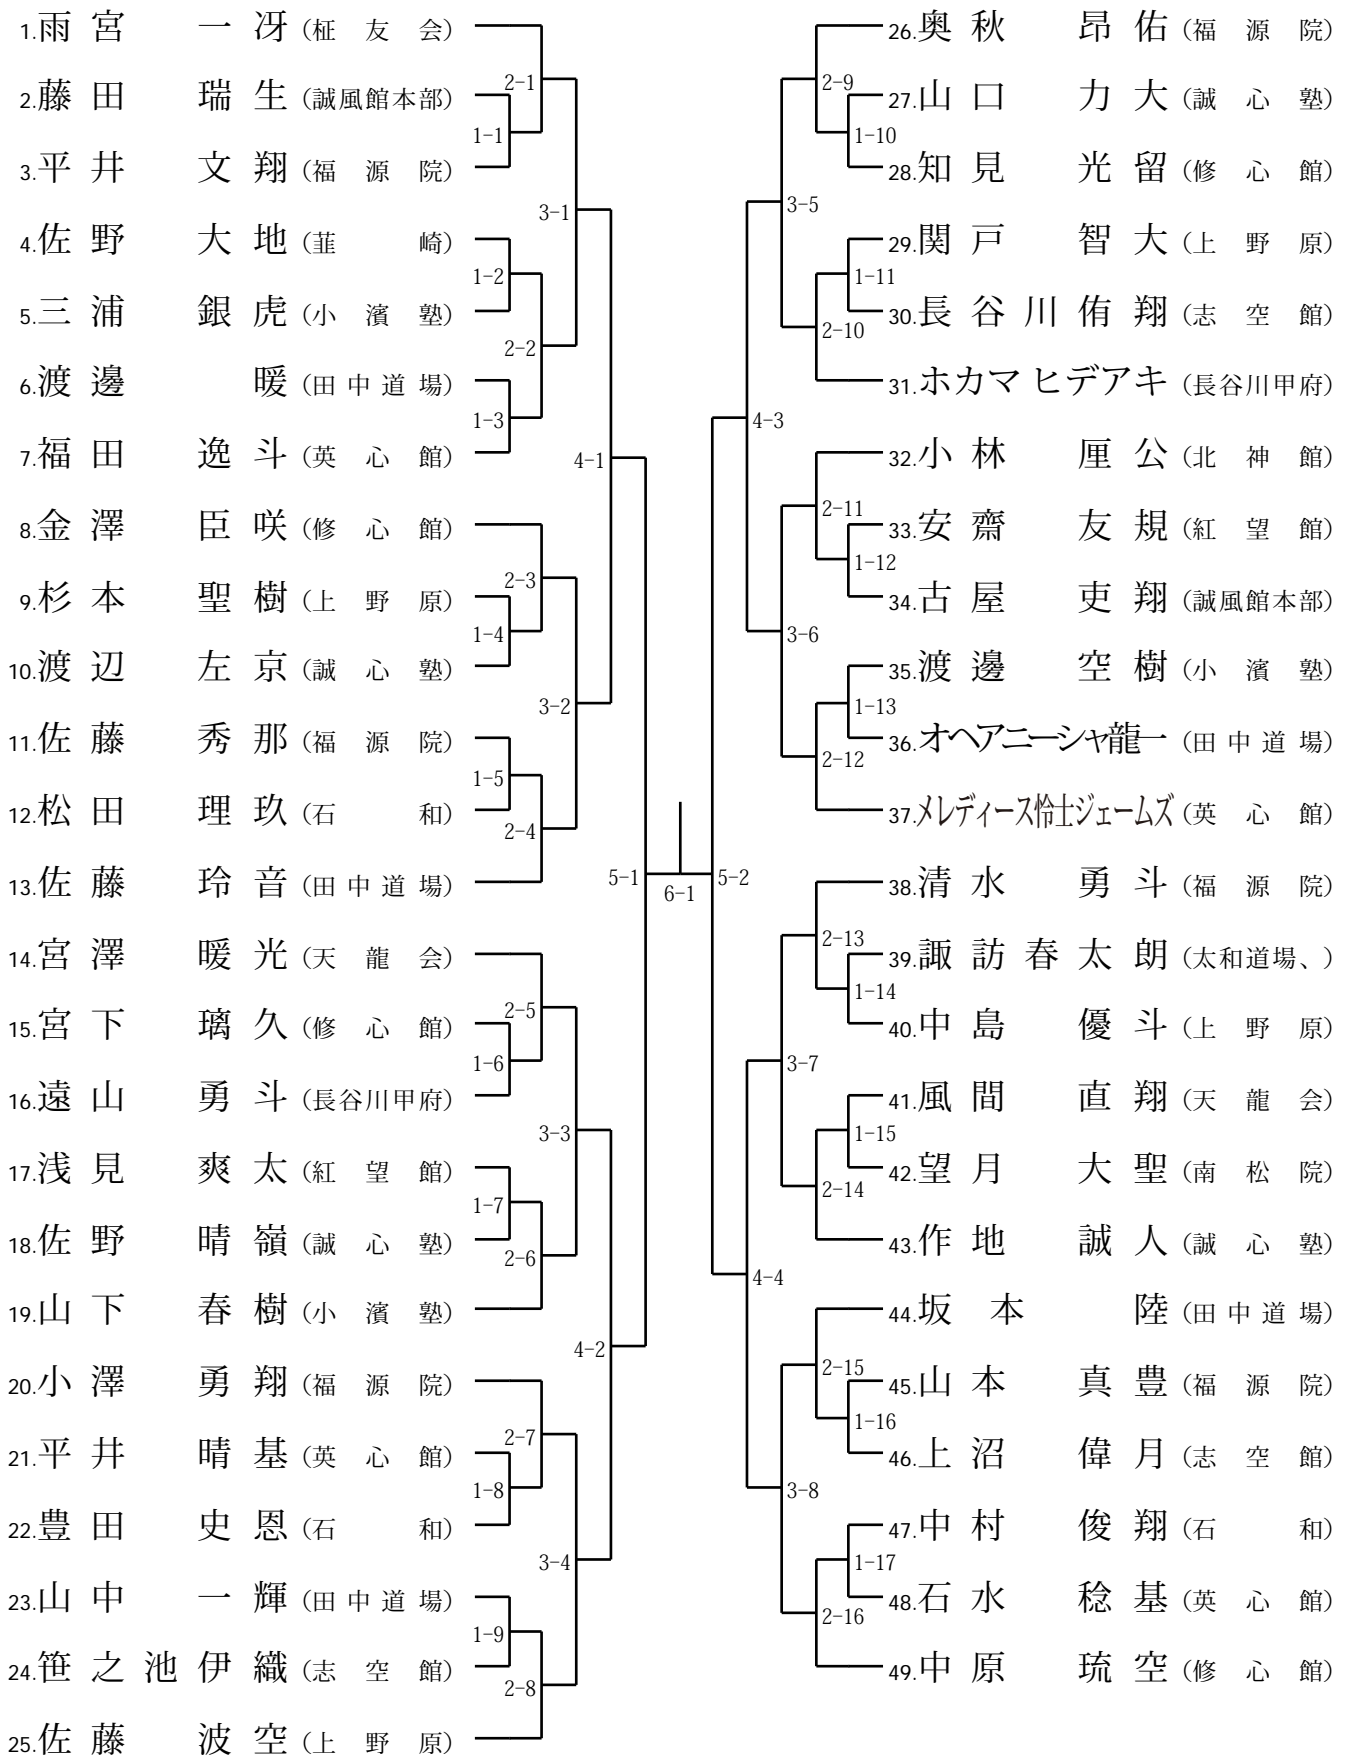 1.雨宮 一冴 (柾友会)
2.藤田 瑞生 (誠風館本部)
3.平井 文翔 (福源院)
4.佐野 大地 (韮崎)
5.三浦 銀虎 (小濱塾)
6.渡邊 暖 (田中道場)
7.福田 逸斗 (英心館)
8.金澤 臣咲 (修心館)
9.杉本 聖樹 (上野原)
10.渡辺 左京 (誠心塾)
11.佐藤 秀那 (福源院)
12.松田 理玖 (石和)
13.佐藤 玲音 (田中道場)
14.宮澤 暖光 (天龍会)
15.宮下 璃久 (修心館)
16.遠山 勇斗 (長谷川甲府)
17.浅見 爽太 (紅望館)
18.佐野 晴嶺 (誠心塾)
19.山下 春樹 (小濱塾)
20.小澤 勇翔 (福源院)
21.平井 晴基 (英心館)
22.豊田 史恩 (石和)
23.山中 一輝 (田中道場)
24.笹之池伊織 (志空館)
25.佐藤 波空 (上野原)
2-1
1-1
3-1
1-2
2-2
1-3
4-1
2-3
1-4
3-2
1-5
2-4
5-1
2-5
1-6
3-3
1-7
2-6
4-2
2-7
1-8
3-4
1-9
2-8
6-1
2-9
1-10
3-5
1-11
2-10
4-3
2-11
1-12
3-6
1-13
2-12
5-2
2-13
1-14
3-7
1-15
2-14
4-4
2-15
1-16
3-8
1-17
2-16
26.奥秋 昂佑 (福源院)
27.山口 力大 (誠心塾)
28.知見 光留 (修心館)
29.関戸 智大 (上野原)
30.長谷川侑翔 (志空館)
31.ホカマ ヒデアキ (長谷川甲府)
32.小林 厘公 (北神館)
33.安齋 友規 (紅望館)
34.古屋 吏翔 (誠風館本部)
35.渡邊 空樹 (小濱塾)
36.オヘアニーシャ龍一 (田中道場)
37.メレディース怜士ジェームズ (英心館)
38.清水 勇斗 (福源院)
39.諏訪春太朗 (太和道場、)
40.中島 優斗 (上野原)
41.風間 直翔 (天龍会)
42.望月 大聖 (南松院)
43.作地 誠人 (誠心塾)
44.坂本 陸 (田中道場)
45.山本 真豊 (福源院)
46.上沼 偉月 (志空館)
47.中村 俊翔 (石和)
48.石水 稔基 (英心館)
49.中原 琉空 (修心館)